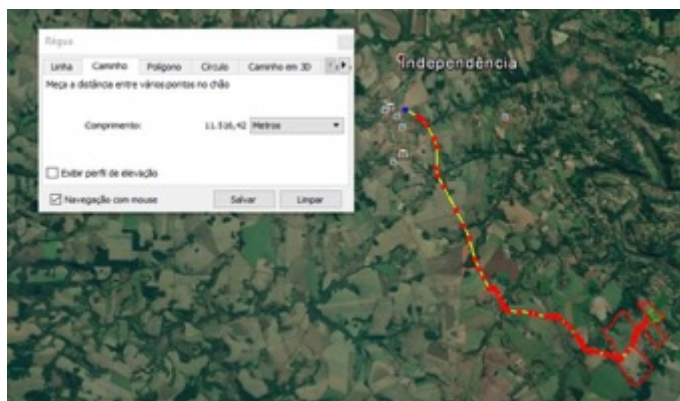 Régua
Linha Caminho Polígono Círculo Caminho em 3D
Meça a distância entre vários pontos no chão
Comprimento: 11.516,42 Metros
Exibir perfil de elevação
Navegação com mouse Salvar Limpar
Independência